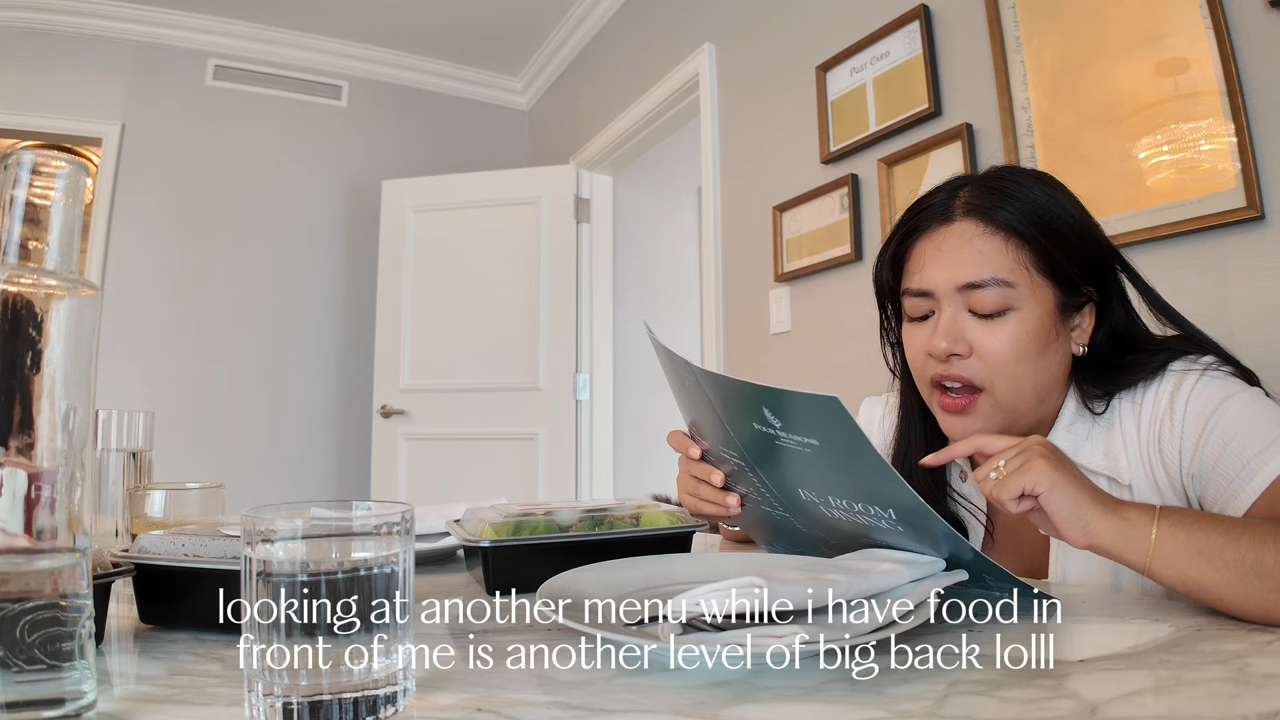 POST CARD
FOUR SEASONS
IN-ROOM
DINING
looking at another menu while i have food in
front of me is another level of big back lolll